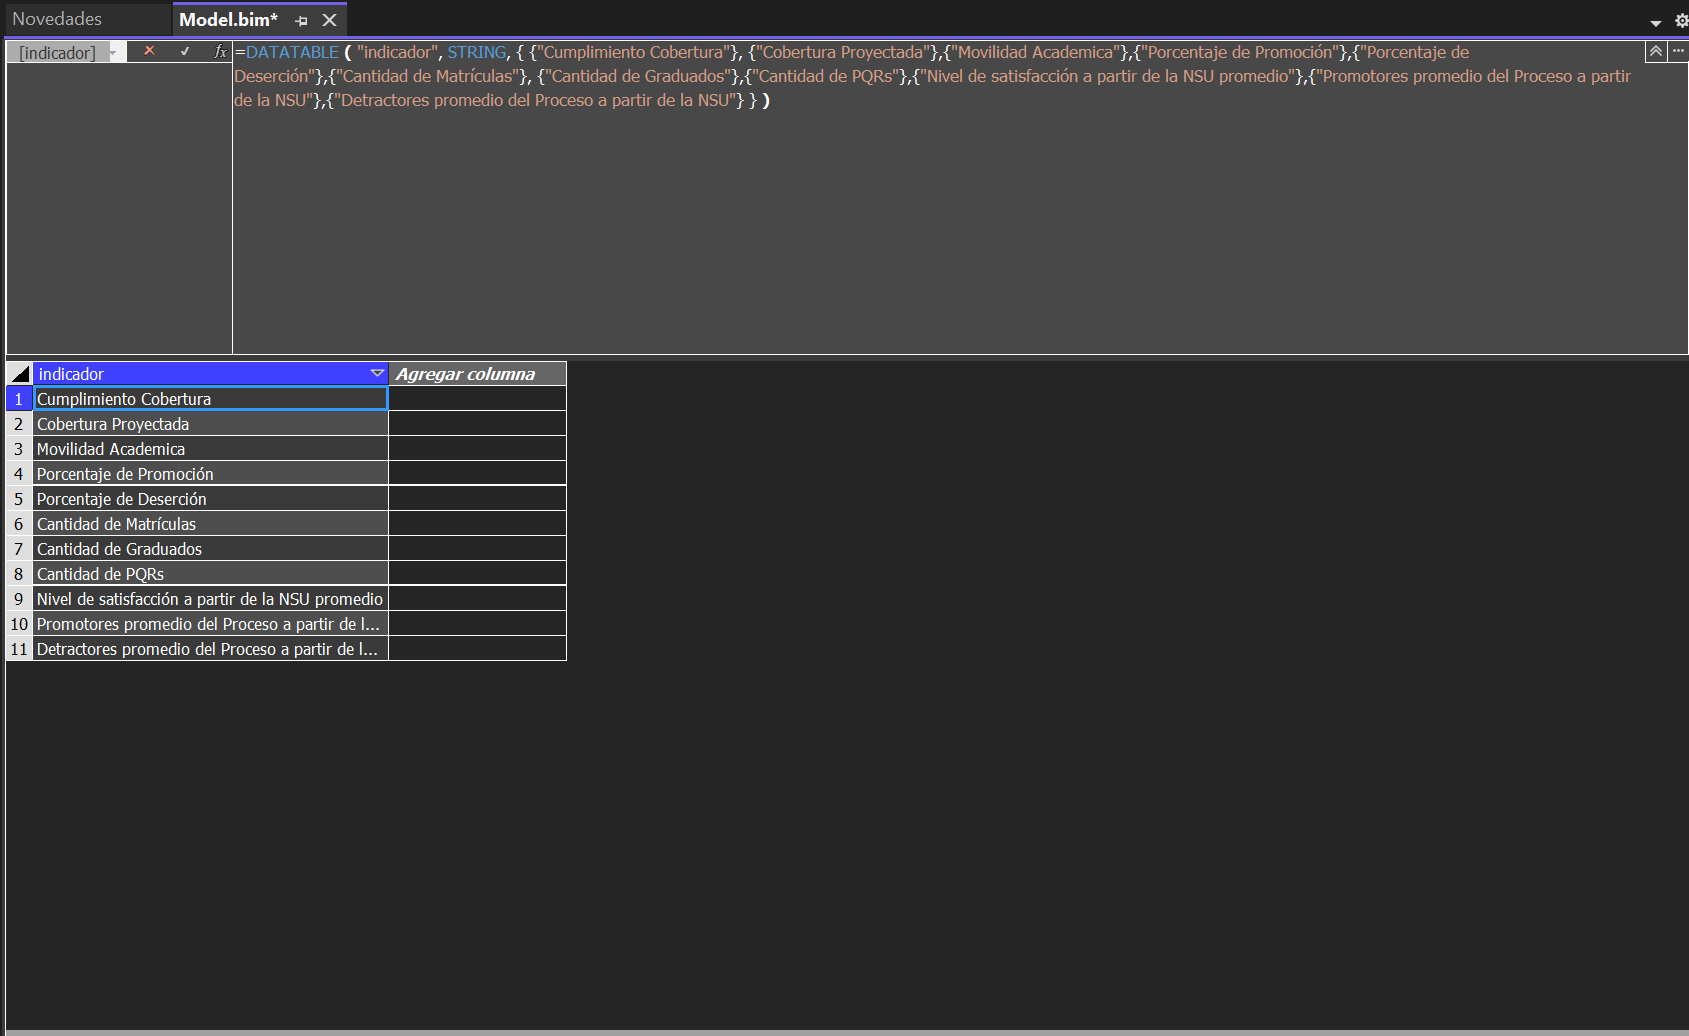 Novedades
Model.bim*
[indicador]
fx
=DATATABLE ( "indicador", STRING, { {"Cumplimiento Cobertura"}, {"Cobertura Proyectada"},{"Movilidad Academica"},{"Porcentaje de Promoción"},{"Porcentaje de
Deserción"},{"Cantidad de Matrículas"}, {"Cantidad de Graduados"},{"Cantidad de PQRs"},{"Nivel de satisfacción a partir de la NSU promedio"},{"Promotores promedio del Proceso a partir
de la NSU"},{"Detractores promedio del Proceso a partir de la NSU"} } )
indicador Agregar columna
1 Cumplimiento Cobertura
2 Cobertura Proyectada
3 Movilidad Academica
4 Porcentaje de Promoción
5 Porcentaje de Deserción
6 Cantidad de Matrículas
7 Cantidad de Graduados
8 Cantidad de PQRs
9 Nivel de satisfacción a partir de la NSU promedio
10 Promotores promedio del Proceso a partir de l...
11 Detractores promedio del Proceso a partir de l...